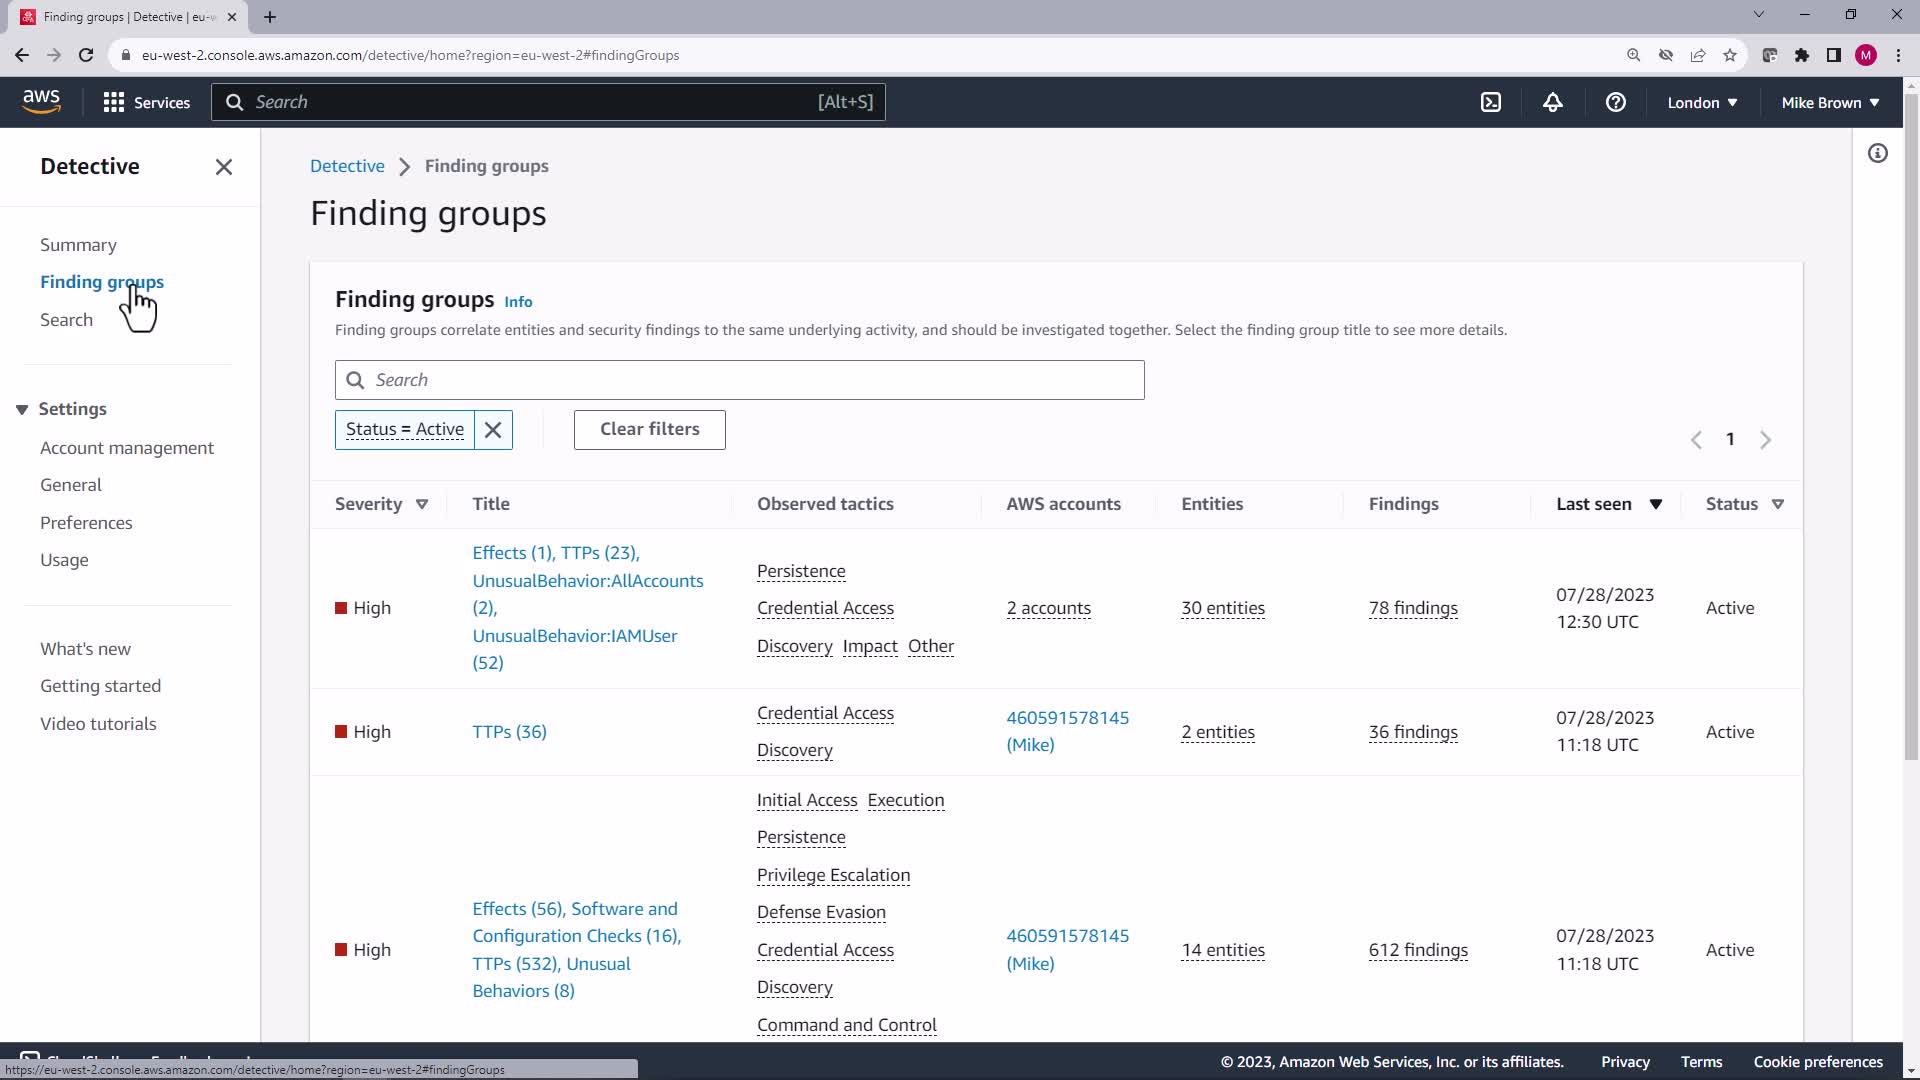 Finding groups | Detective | eu-w
eu-west-2.console.aws.amazon.com/detective/home?region=eu-west-2#findingGroups
M
aws
Services
Search
[Alt+S]
London
Mike Brown
Detective
Summary
Finding groups
Search
Settings
Account management
General
Preferences
Usage
What's new
Getting started
Video tutorials
Detective
Finding groups
Finding groups
Finding groups Info
Finding groups correlate entities and security findings to the same underlying activity, and should be investigated together. Select the finding group title to see more details.
Search
Status = Active
Clear filters
1
Severity Title Observed tactics AWS accounts Entities Findings Last seen Status
High
Effects (1), TTPs (23),
UnusualBehavior:AllAccounts
(2),
UnusualBehavior:IAMUser
(52)
Persistence
Credential Access
Discovery Impact Other
2 accounts
30 entities
78 findings
07/28/2023
12:30 UTC
Active
High
TTPs (36)
Credential Access
Discovery
460591578145
(Mike)
2 entities
36 findings
07/28/2023
11:18 UTC
Active
High
Effects (56), Software and
Configuration Checks (16),
TTPs (532), Unusual
Behaviors (8)
Initial Access Execution
Persistence
Privilege Escalation
Defense Evasion
Credential Access
Discovery
Command and Control
460591578145
(Mike)
14 entities
612 findings
07/28/2023
11:18 UTC
Active
© 2023, Amazon Web Services, Inc. or its affiliates. Privacy Terms Cookie preferences
https://eu-west-2.console.aws.amazon.com/detective/home?region=eu-west-2#findingGroups